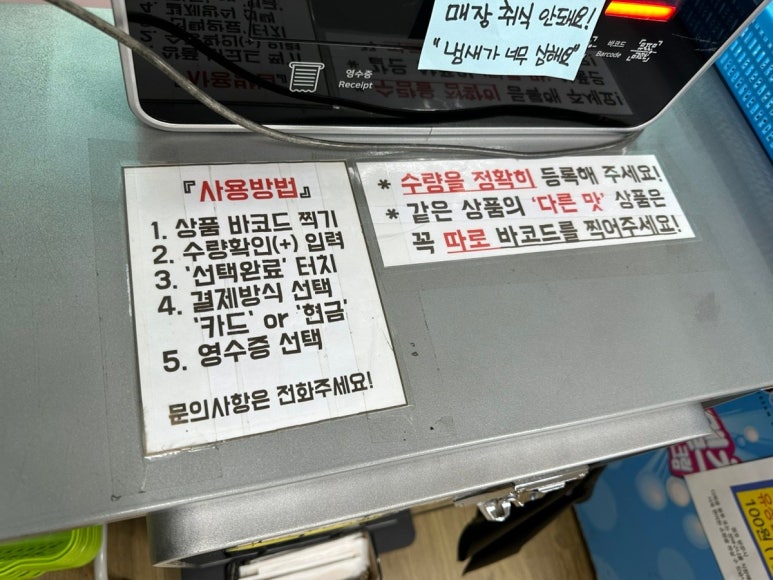 매장 취식 안돼요!
"냄새가 너무 심해요"
영수증
Receipt
바코드
Barcode
『사용방법』
1. 상품 바코드 찍기
2. 수량확인(+) 입력
3. '선택완료' 터치
4. 결제방식 선택
'카드' or '현금'
5. 영수증 선택
문의사항은 전화주세요!
* 수량을 정확히 등록해 주세요!
* 같은 상품의 '다른 맛' 상품은
꼭 따로 바코드를 찍어주세요!
100원